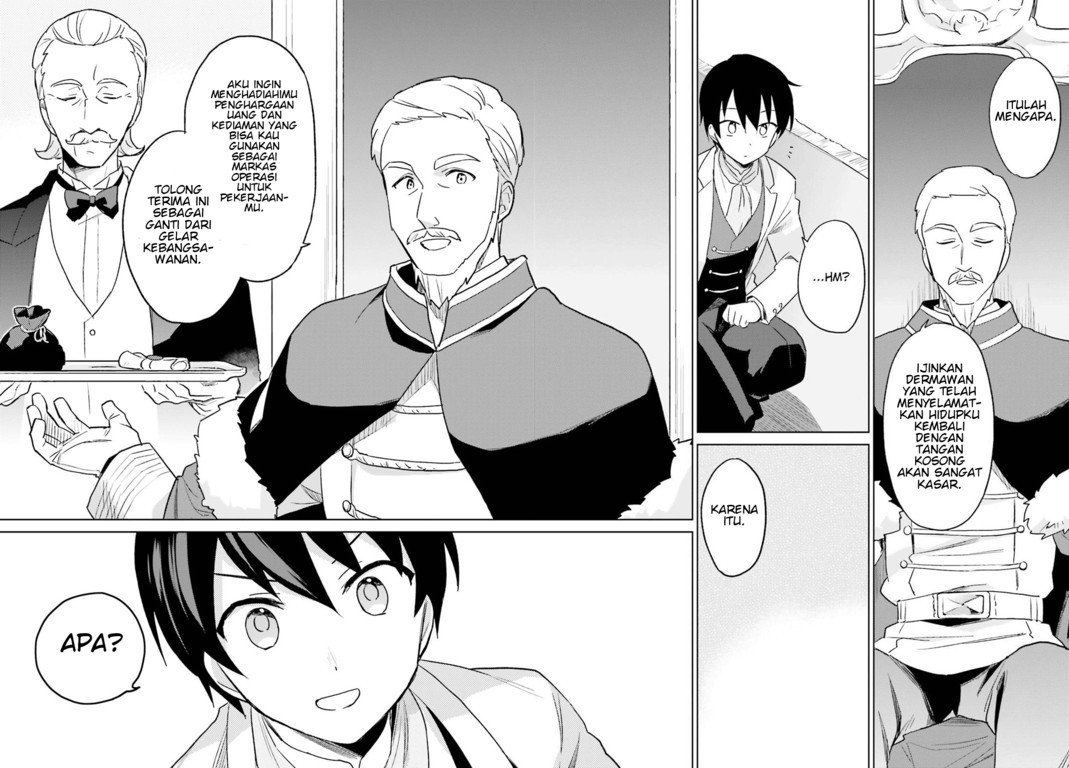 ITULAH
MENGAPA.
IJINKAN
DERMAWAN
YANG TELAH
MENYELAMAT-
KAN HIDUPKU
KEMBALI
DENGAN
TANGAN
KOSONG
AKAN SANGAT
KASAR.
...HM?
KARENA
ITU.
AKU INGIN
MENGHADIAHIMU
PENGHARGAAN
UANG DAN
KEDIAMAN YANG
BISA KAU
GUNAKAN
SEBAGAI
MARKAS
OPERASI
UNTUK
PEKERJAAN-
MU.
TOLONG
TERIMA INI
SEBAGAI
GANTI DARI
GELAR
KEBANGSA-
WANAN.
APA?